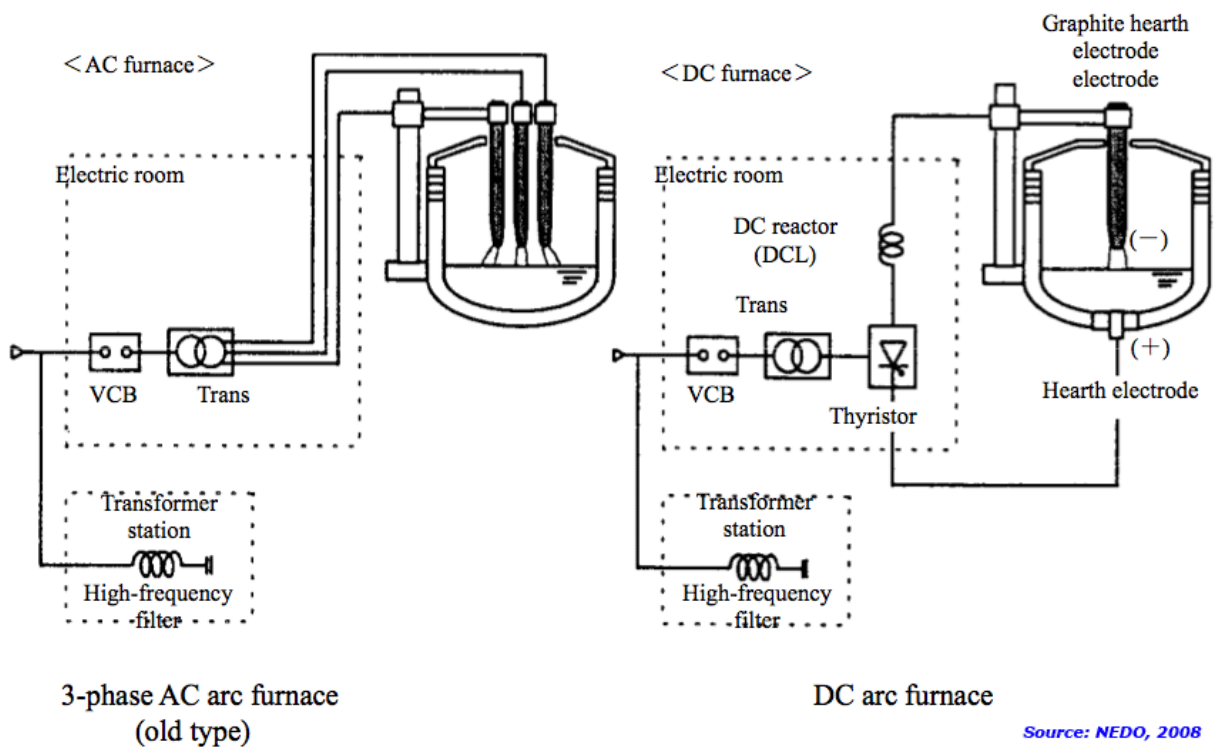 <AC furnace>
Electric room
VCB
Trans
Transformer
station
High-frequency
filter
3-phase AC arc furnace
(old type)
<DC furnace>
Graphite hearth
electrode
electrode
Electric room
DC reactor
(DCL)
Trans
VCB
Thyristor
(−)
(+)
Hearth electrode
Transformer
station
High-frequency
filter
DC arc furnace
Source: NEDO, 2008